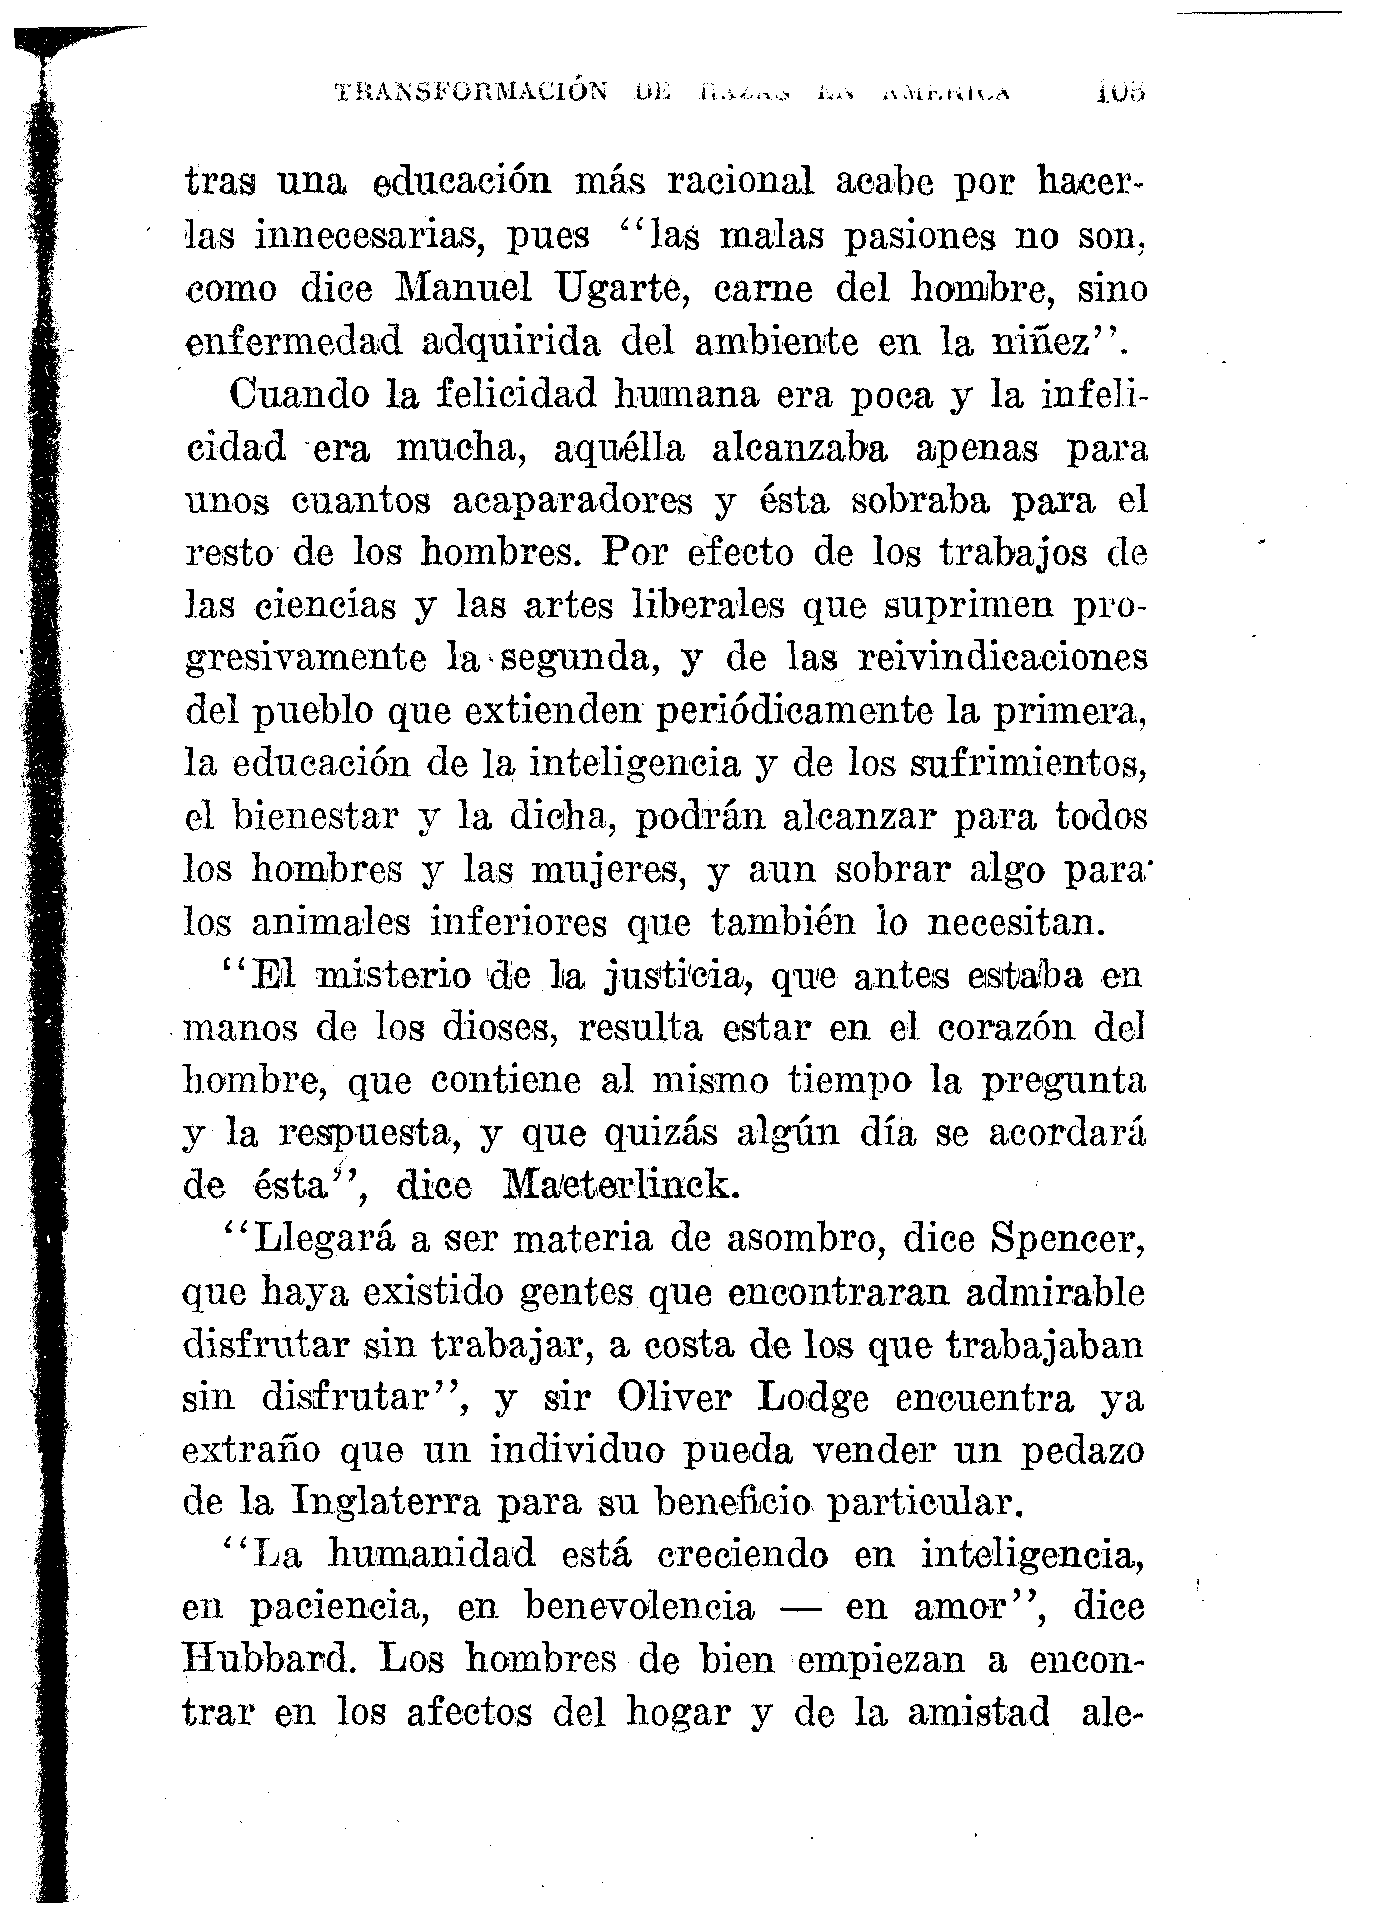 TRANSFORMACIÓN DE RAZAS EN AMÉRICA 105
tras una educación más racional acabe por hacer-
las innecesarias, pues “las malas pasiones no son,
como dice Manuel Ugarte, carne del hombre, sino
enfermedad adquirida del ambiente en la niñez”.
Cuando la felicidad humana era poca y la infeli-
cidad era mucha, aquélla alcanzaba apenas para
unos cuantos acaparadores y ésta sobraba para el
resto de los hombres. Por efecto de los trabajos de
las ciencias y las artes liberales que suprimen pro-
gresivamente la segunda, y de las reivindicaciones
del pueblo que extienden periódicamente la primera,
la educación de la inteligencia y de los sufrimientos,
el bienestar y la dicha, podrán alcanzar para todos
los hombres y las mujeres, y aun sobrar algo para
los animales inferiores que también lo necesitan.
“El misterio de la justicia, que antes estaba en
manos de los dioses, resulta estar en el corazón del
hombre, que contiene al mismo tiempo la pregunta
y la respuesta, y que quizás algún día se acordará
de ésta”, dice Maeterlinck.
“Llegará a ser materia de asombro, dice Spencer,
que haya existido gentes que encontraran admirable
disfrutar sin trabajar, a costa de los que trabajaban
sin disfrutar”, y sir Oliver Lodge encuentra ya
extraño que un individuo pueda vender un pedazo
de la Inglaterra para su beneficio particular.
“La humanidad está creciendo en inteligencia,
en paciencia, en benevolencia — en amor”, dice
Hubbard. Los hombres de bien empiezan a encon-
trar en los afectos del hogar y de la amistad ale-